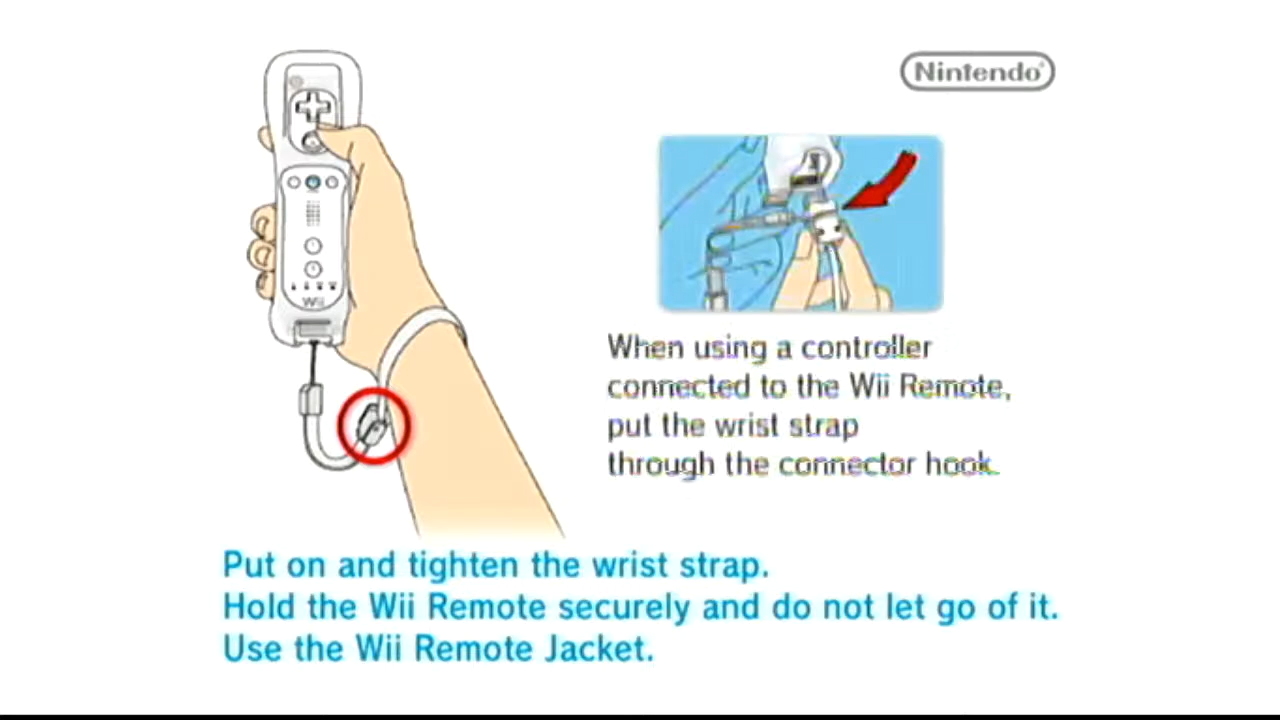 Nintendo
Wii
When using a controller
connected to the Wii Remote,
put the wrist strap
through the connector hook.
Put on and tighten the wrist strap.
Hold the Wii Remote securely and do not let go of it.
Use the Wii Remote Jacket.